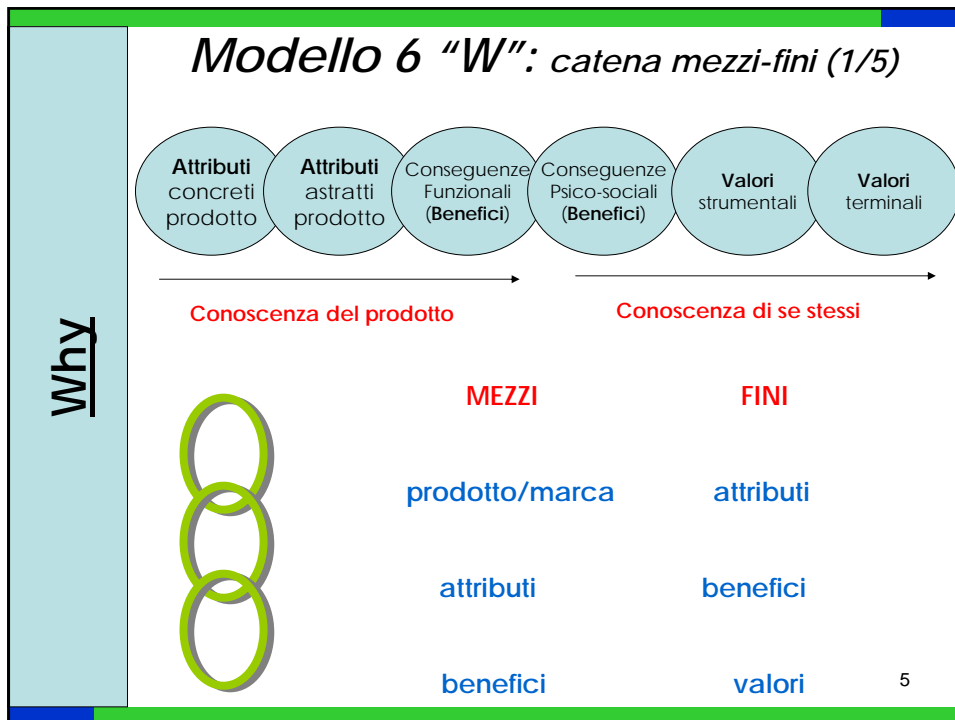 Modello 6 “W”: catena mezzi-fini (1/5)
Why
Attributi
concreti
prodotto
Attributi
astratti
prodotto
Conseguenze
Funzionali
(Benefici)
Conseguenze
Psico-sociali
(Benefici)
Valori
strumentali
Valori
terminali
Conoscenza del prodotto
Conoscenza di se stessi
MEZZI FINI
prodotto/marca attributi
attributi benefici
benefici valori
5